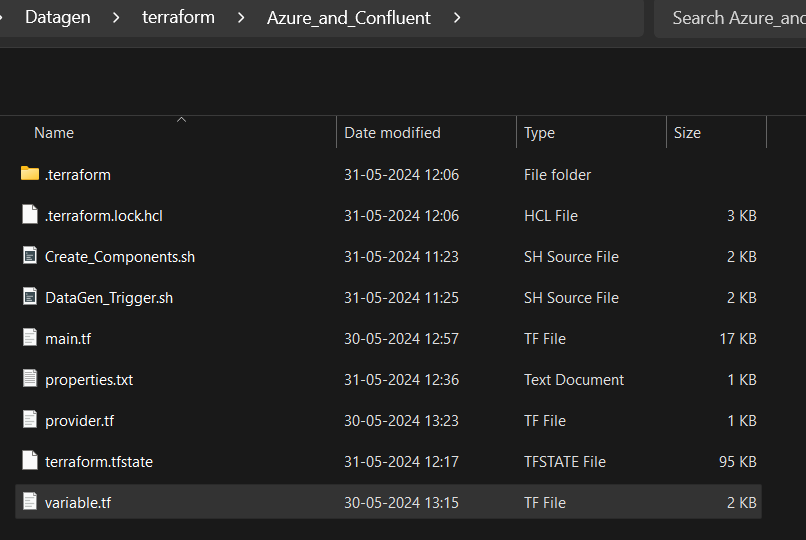 Datagen > terraform > Azure_and_Confluent > Search Azure_and
Name Date modified Type Size
.terraform 31-05-2024 12:06 File folder
.terraform.lock.hcl 31-05-2024 12:06 HCL File 3 KB
Create_Components.sh 31-05-2024 11:23 SH Source File 2 KB
DataGen_Trigger.sh 31-05-2024 11:25 SH Source File 2 KB
main.tf 30-05-2024 12:57 TF File 17 KB
properties.txt 31-05-2024 12:36 Text Document 1 KB
provider.tf 30-05-2024 13:23 TF File 1 KB
terraform.tfstate 31-05-2024 12:17 TFSTATE File 95 KB
variable.tf 30-05-2024 13:15 TF File 2 KB